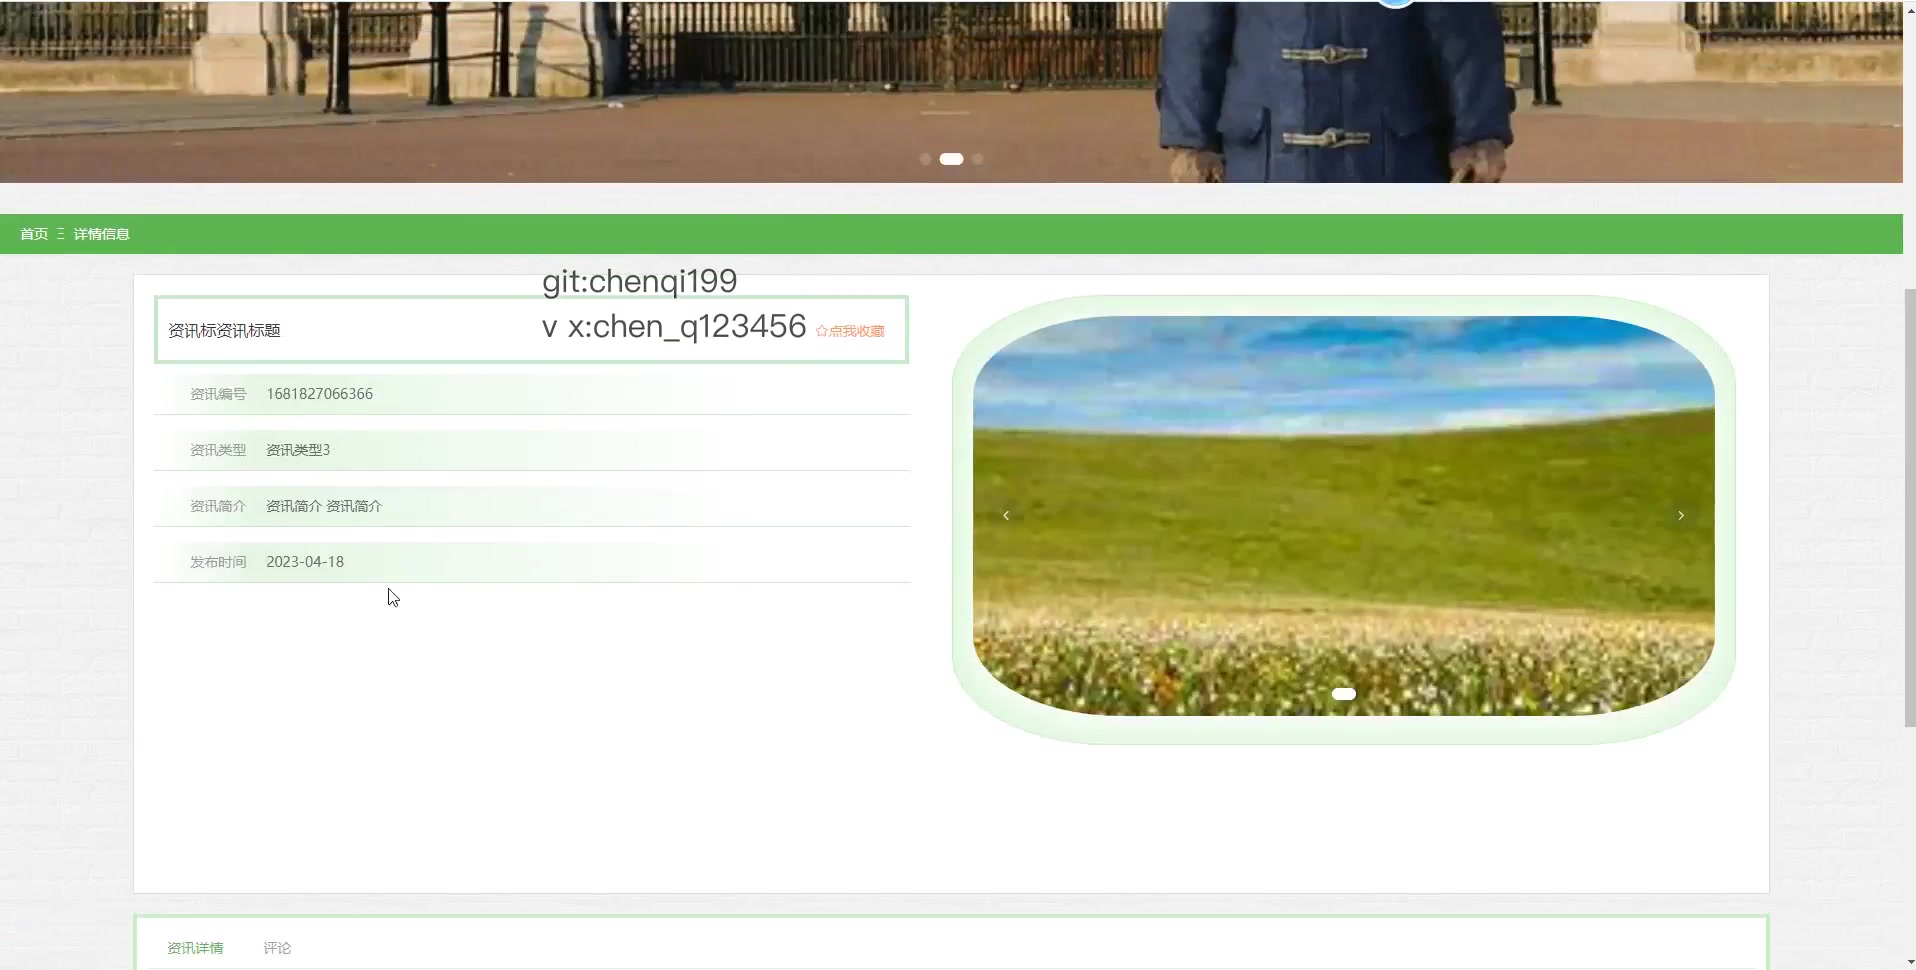 首页 Ξ 详情信息
git:chenqi199
资讯标资讯标题
v x:chen_q123456
☆点我收藏
资讯编号 1681827066366
资讯类型 资讯类型3
资讯简介 资讯简介 资讯简介
发布时间 2023-04-18
资讯详情 评论